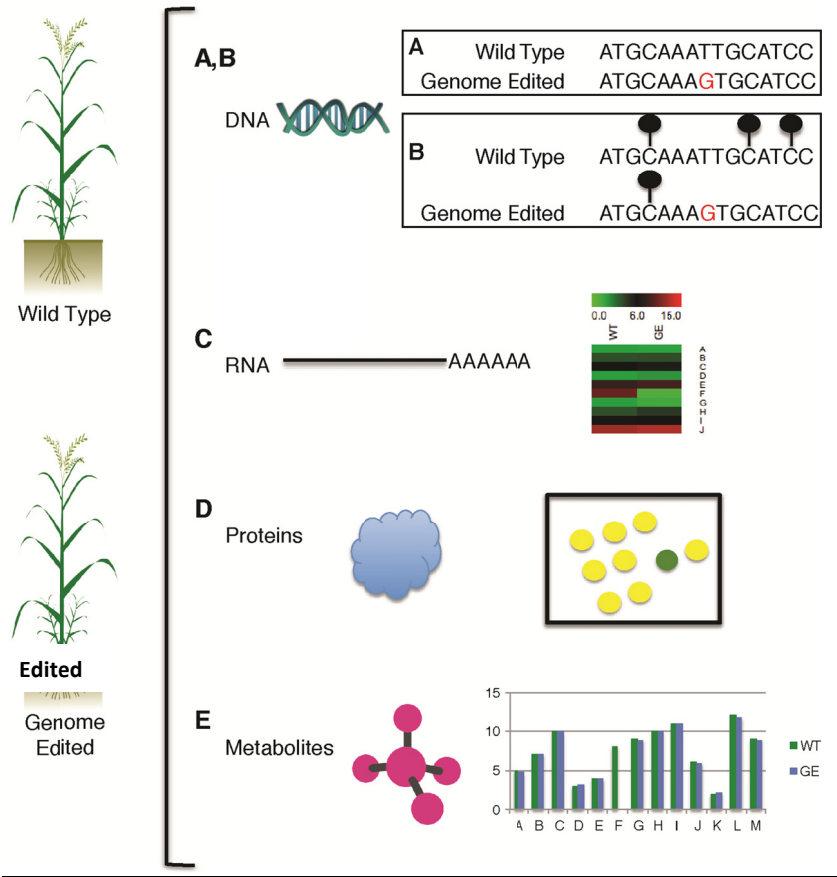 A,B
DNA
A
Wild Type ATGCAAATTGCATCC
Genome Edited ATGCAAAGTGCATCC
B
Wild Type ATGCAAATTGCATCC
Genome Edited ATGCAAAGTGCATCC
Wild Type
C
RNA
AAAAAA
0.0 6.0 15.0
WT GE
A
B
C
D
E
F
G
H
I
J
D
Proteins
Edited
Genome
Edited
E
Metabolites
15
10
5
0
A B C D E F G H I J K L M
WT
GE